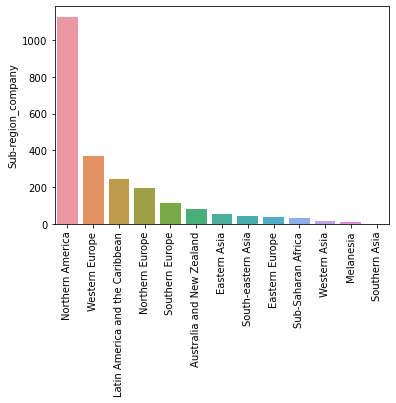 1000
800
600
400
200
0
Sub-region_company
Northern America
Western Europe
Latin America and the Caribbean
Northern Europe
Southern Europe
Australia and New Zealand
Eastern Asia
South-eastern Asia
Eastern Europe
Sub-Saharan Africa
Western Asia
Melanesia
Southern Asia